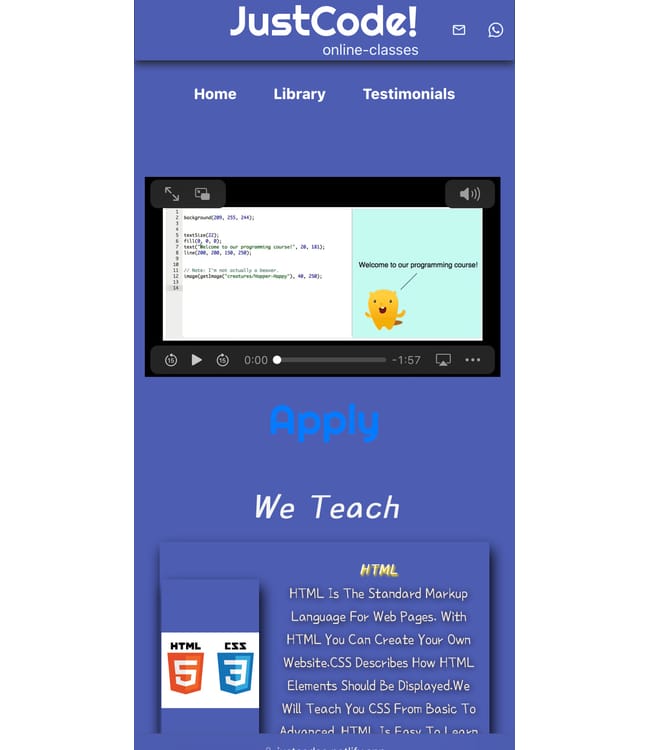 JustCode!
online-classes
Home Library Testimonials
1
2 background(209, 255, 244);
3
4
5 textSize(22);
6 fill(0, 0, 0);
7 text("Welcome to our programming course!", 20, 181);
8 line(200, 200, 150, 250);
9
10
11 // Note: I'm not actually a beaver.
12 image(getImage("creatures/Hopper-Happy"), 40, 250);
13
14
Welcome to our programming course!
15 15 0:00 -1:57
Apply
We Teach
HTML
HTML Is The Standard Markup
Language For Web Pages. With
HTML You Can Create Your Own
Website.CSS Describes How HTML
Elements Should Be Displayed.We
Will Teach You CSS From Basic To
Advanced. HTML Is Easy To Learn
HTML CSS
5 3